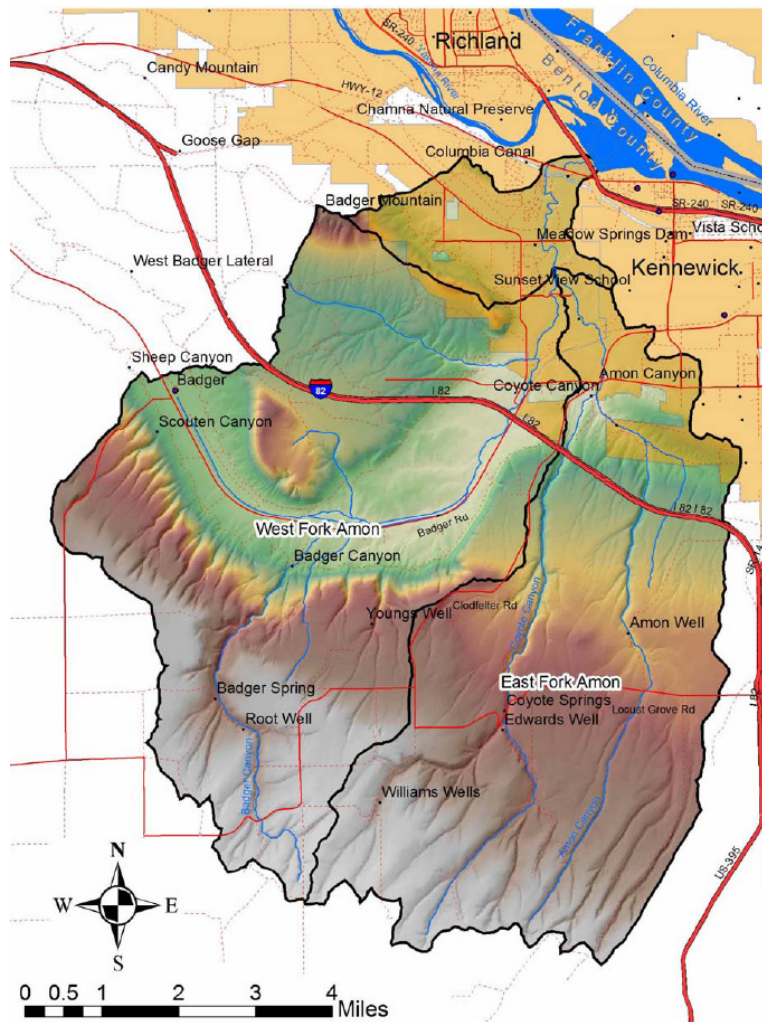 SR-240
Richland
Yakima River
Franklin County
Columbia River
Benton County
Candy Mountain
HWY-12
Chamna Natural Preserve
Goose Gap
Columbia Canal
Badger Mountain
SR-240
SR-240
Meadow Springs Dam
Vista Scho
West Badger Lateral
Sunset View School
Kennewick
Sheep Canyon
Badger
82
I 82
Coyote Canyon
Amon Canyon
I 82
Scouten Canyon
West Fork Amon
Badger Rd
I 82
I 82
SR-14
Badger Canyon
Youngs Well
Clodfelter Rd
Coyote Canyon
Amon Well
Badger Spring
East Fork Amon
Coyote Springs
Locust Grove Rd
I 82
Root Well
Edwards Well
Badger Canyon
Williams Wells
Amon Canyon
US-395
N
W
E
S
0 0.5 1 2 3 4
Miles